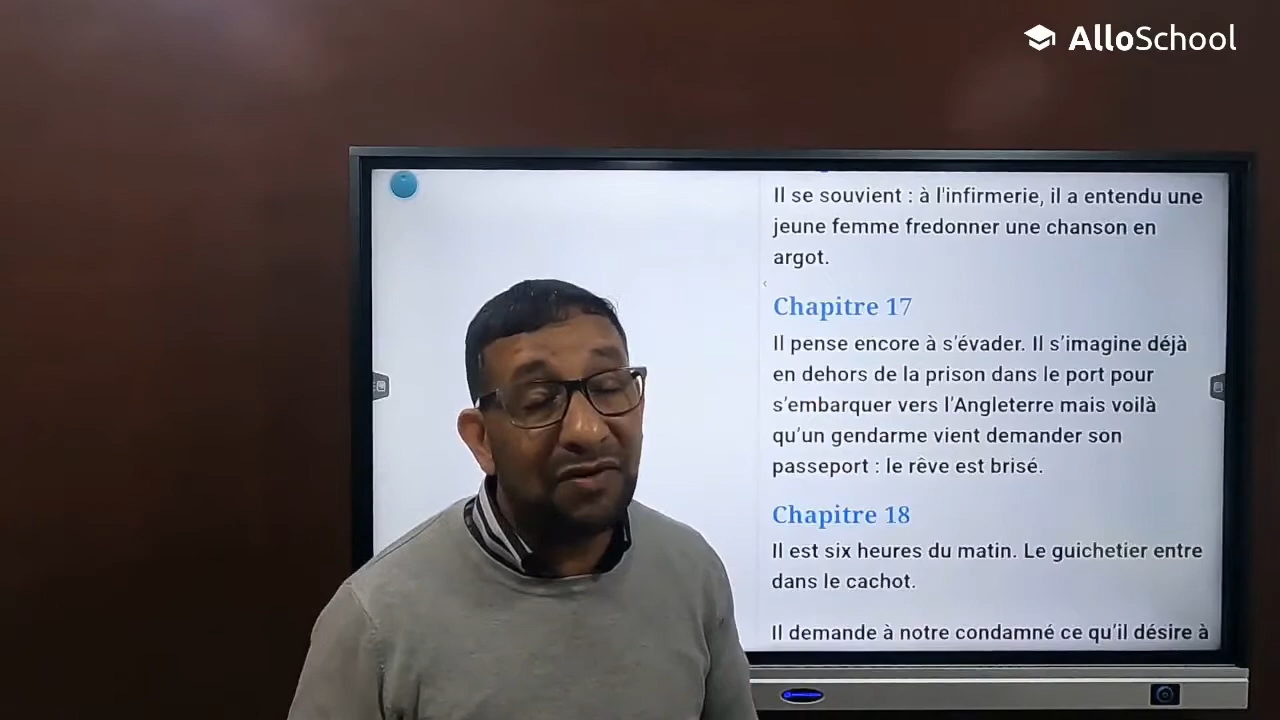 AlloSchool
Il se souvient : à l'infirmerie, il a entendu une
jeune femme fredonner une chanson en
argot.
Chapitre 17
Il pense encore à s'évader. Il s'imagine déjà
en dehors de la prison dans le port pour
s'embarquer vers l'Angleterre mais voilà
qu'un gendarme vient demander son
passeport : le rêve est brisé.
Chapitre 18
Il est six heures du matin. Le guichetier entre
dans le cachot.
Il demande à notre condamné ce qu'il désire à